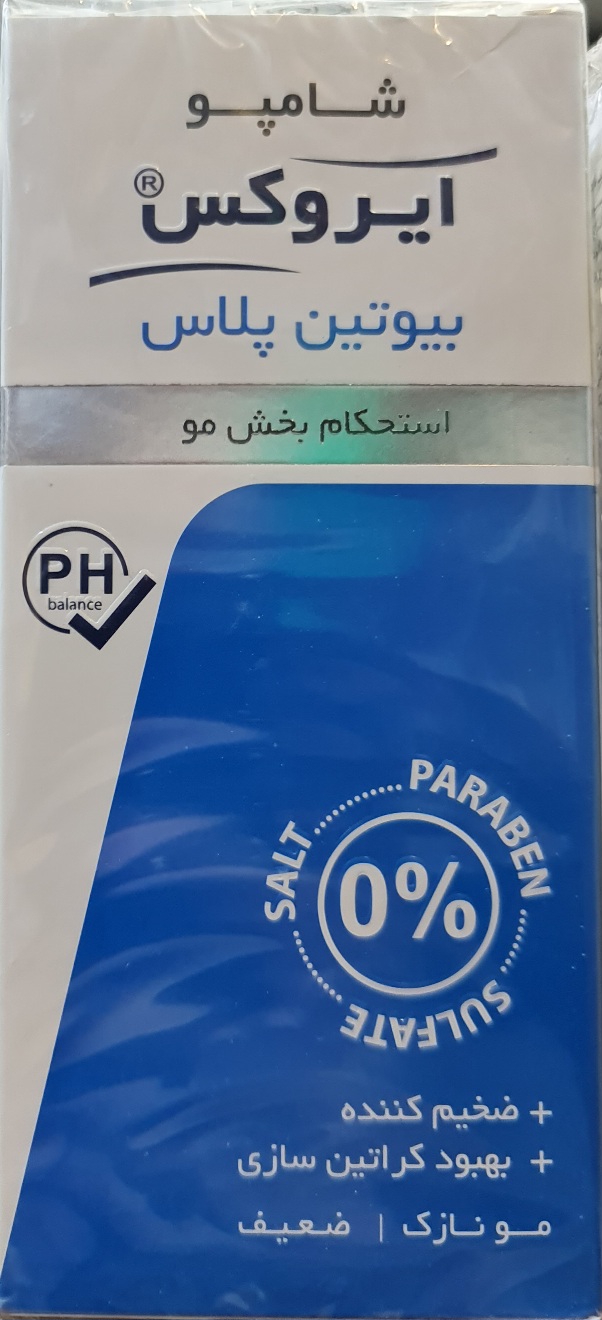 شامپو
ایروکس®
بیوتین پلاس
استحکام بخش مو
PH
balance
PARABEN
SALT
0%
SULFATE
+ ضخیم کننده
+ بهبود کراتین سازی
مو نازک | ضعیف